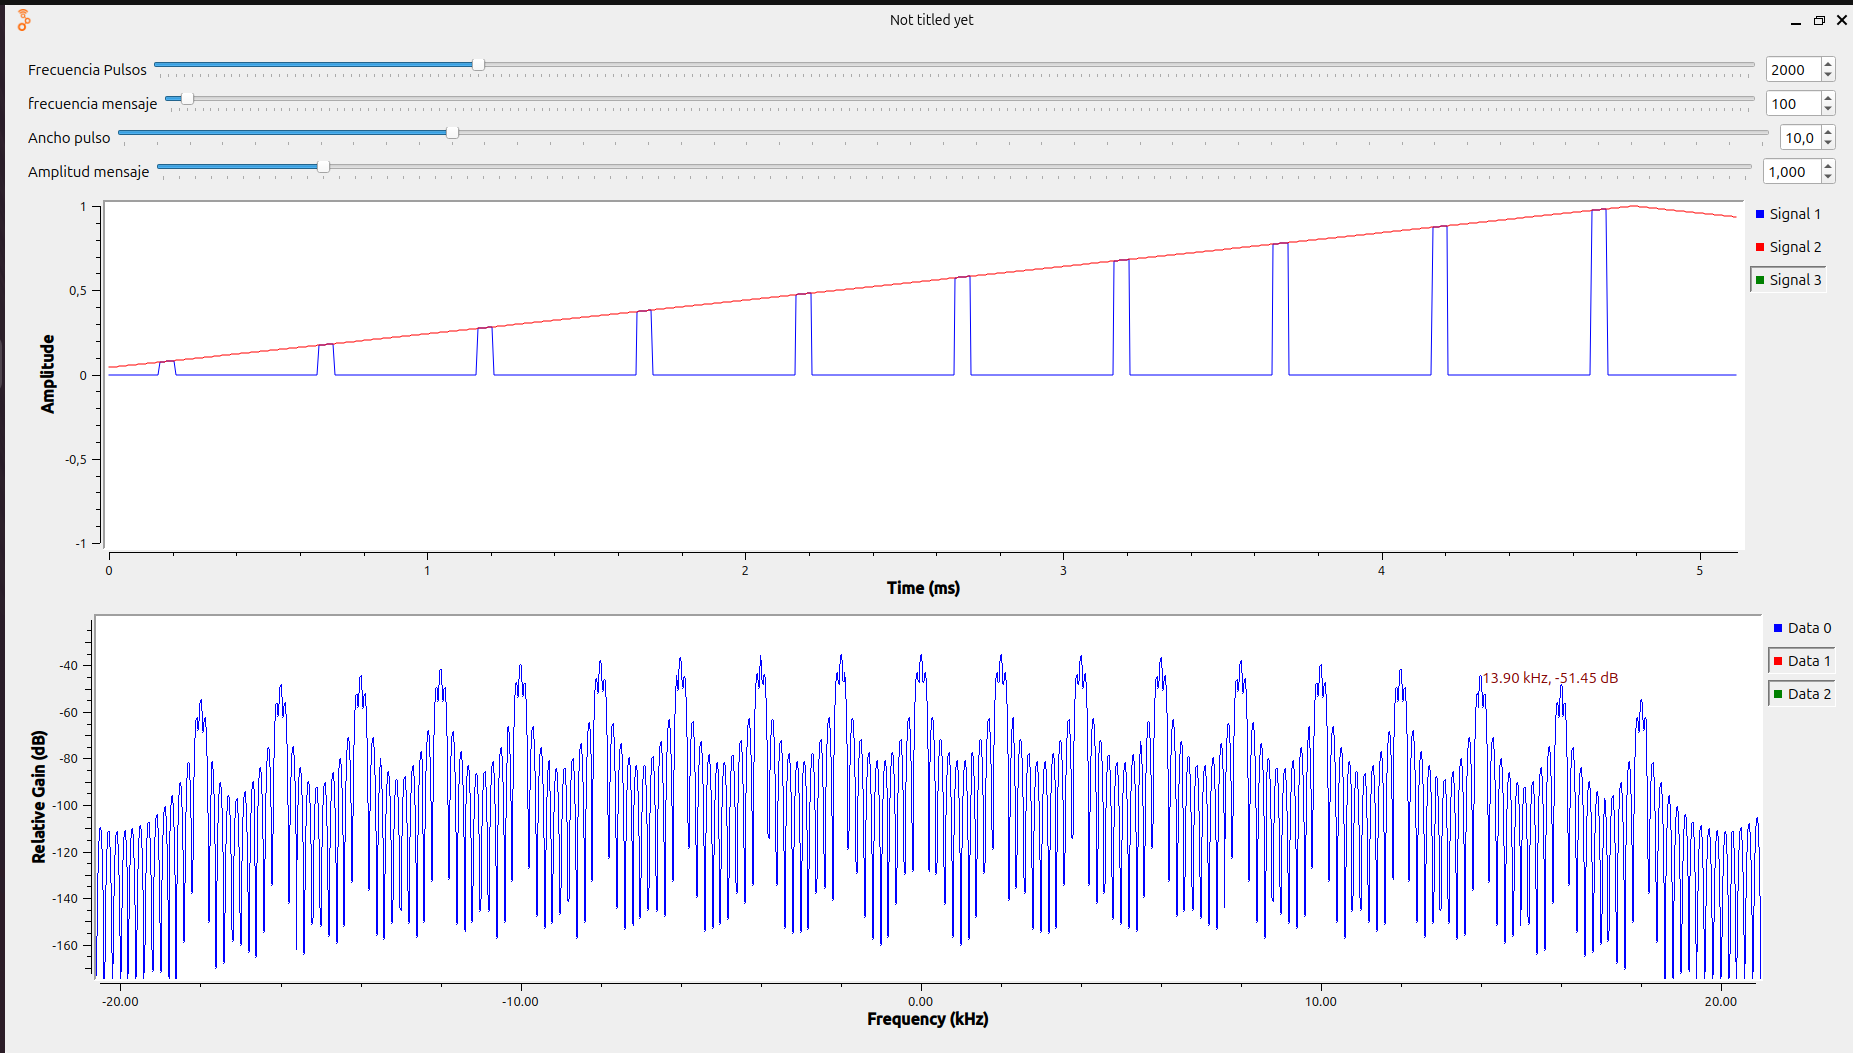 Not titled yet
Frecuencia Pulsos 2000
frecuencia mensaje 100
Ancho pulso 10,0
Amplitud mensaje 1,000
Amplitude
1
0,5
0
-0,5
-1
Signal 1
Signal 2
Signal 3
0 1 2 3 4 5
Time (ms)
Relative Gain (dB)
-40
-60
-80
-100
-120
-140
-160
13.90 kHz, -51.45 dB
Data 0
Data 1
Data 2
-20.00 -10.00 0.00 10.00 20.00
Frequency (kHz)